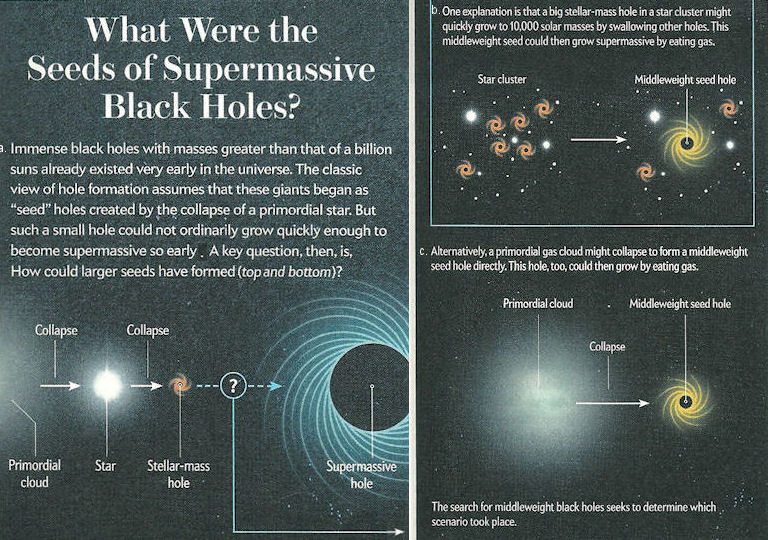 What Were the
Seeds of Supermassive
Black Holes?
a. Immense black holes with masses greater than that of a billion
suns already existed very early in the universe. The classic
view of hole formation assumes that these giants began as
“seed” holes created by the collapse of a primordial star. But
such a small hole could not ordinarily grow quickly enough to
become supermassive so early. A key question, then, is,
How could larger seeds have formed (top and bottom)?
Collapse
Collapse
?
Primordial
cloud
Star
Stellar-mass
hole
Supermassive
hole
b. One explanation is that a big stellar-mass hole in a star cluster might
quickly grow to 10,000 solar masses by swallowing other holes. This
middleweight seed could then grow supermassive by eating gas.
Star cluster
Middleweight seed hole
c. Alternatively, a primordial gas cloud might collapse to form a middleweight
seed hole directly. This hole, too, could then grow by eating gas.
Primordial cloud
Middleweight seed hole
Collapse
The search for middleweight black holes seeks to determine which
scenario took place.